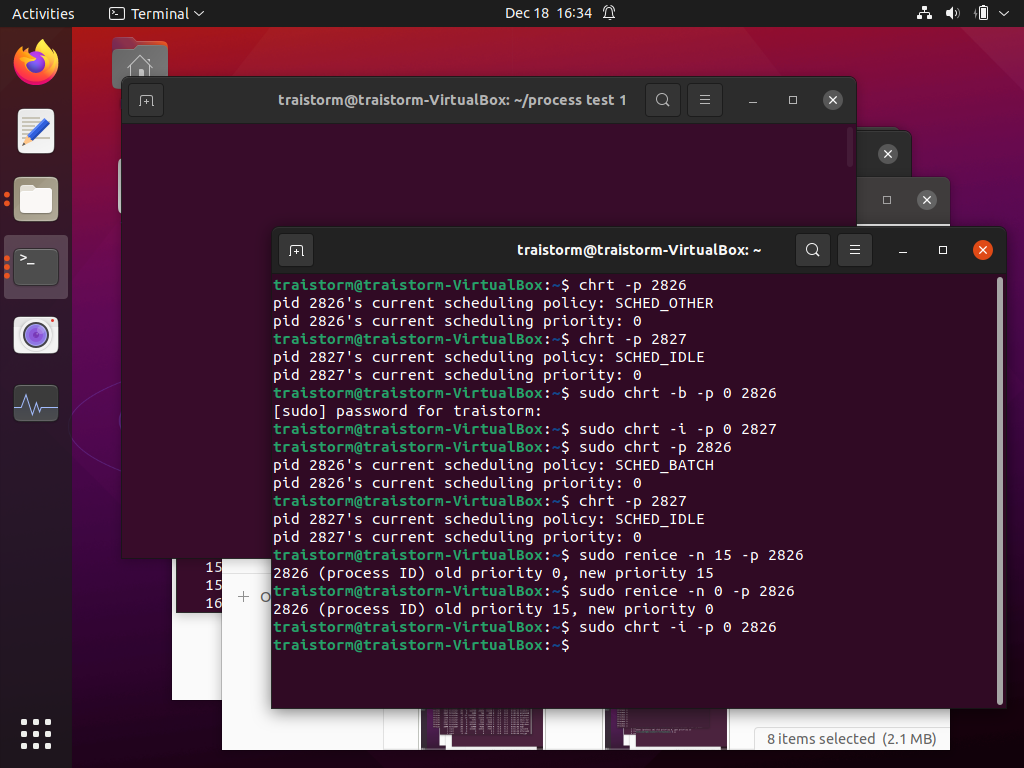 Activities
Terminal
Dec 18 16:34
traistorm@traistorm-VirtualBox: ~/process test 1
traistorm@traistorm-VirtualBox: ~
traistorm@traistorm-VirtualBox:~$ chrt -p 2826
pid 2826's current scheduling policy: SCHED_OTHER
pid 2826's current scheduling priority: 0
traistorm@traistorm-VirtualBox:~$ chrt -p 2827
pid 2827's current scheduling policy: SCHED_IDLE
pid 2827's current scheduling priority: 0
traistorm@traistorm-VirtualBox:~$ sudo chrt -b -p 0 2826
[sudo] password for traistorm:
traistorm@traistorm-VirtualBox:~$ sudo chrt -i -p 0 2827
traistorm@traistorm-VirtualBox:~$ sudo chrt -p 2826
pid 2826's current scheduling policy: SCHED_BATCH
pid 2826's current scheduling priority: 0
traistorm@traistorm-VirtualBox:~$ chrt -p 2827
pid 2827's current scheduling policy: SCHED_IDLE
pid 2827's current scheduling priority: 0
traistorm@traistorm-VirtualBox:~$ sudo renice -n 15 -p 2826
2826 (process ID) old priority 0, new priority 15
traistorm@traistorm-VirtualBox:~$ sudo renice -n 0 -p 2826
2826 (process ID) old priority 15, new priority 0
traistorm@traistorm-VirtualBox:~$ sudo chrt -i -p 0 2826
traistorm@traistorm-VirtualBox:~$
15
15
16
8 items selected (2.1 MB)